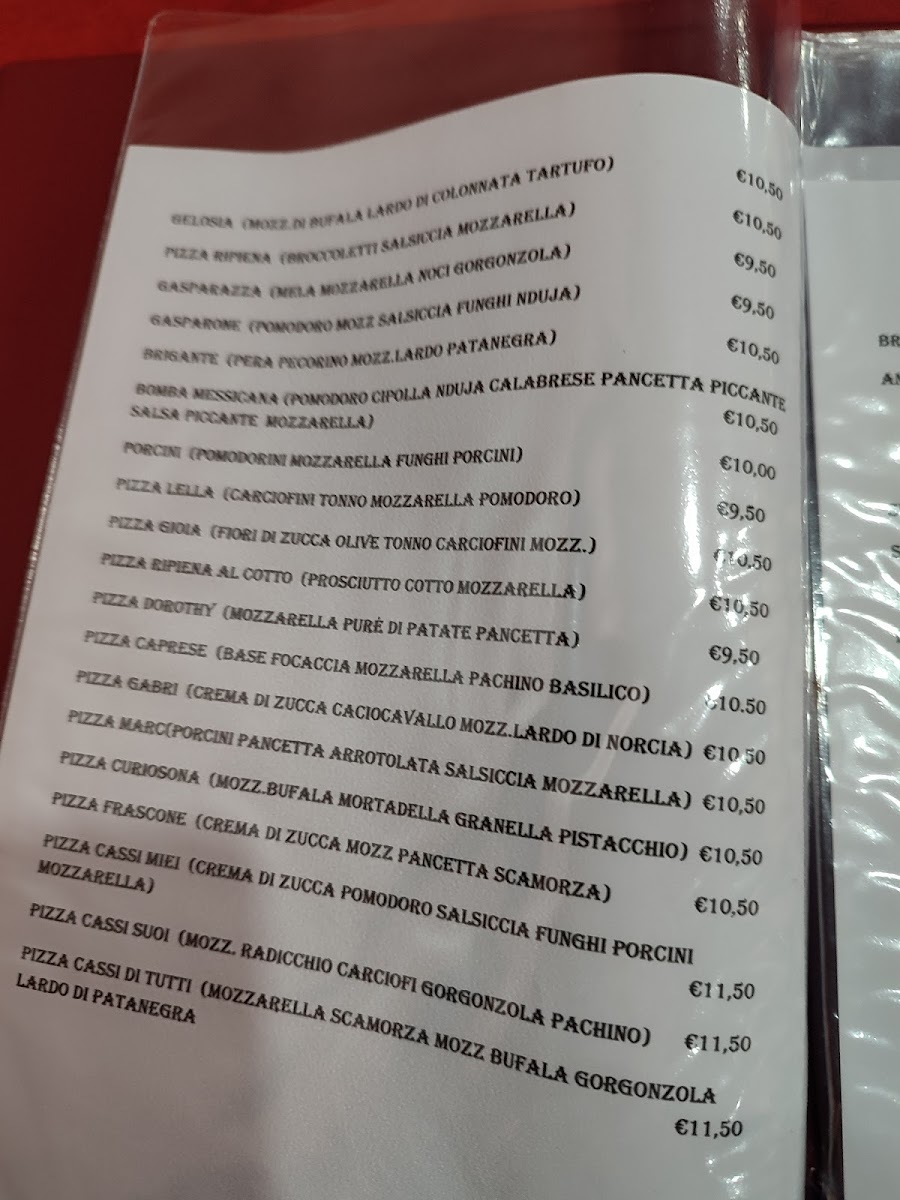 GELOSIA (MOZZ.DI BUFALA LARDO DI COLONNATA TARTUFO) €10,50
PIZZA RIPIENA (BROCCOLETTI SALSICCIA MOZZARELLA) €10,50
GASPARAZZA (MELA MOZZARELLA NOCI GORGONZOLA) €9,50
GASPARONE (POMODORO MOZZ SALSICCIA FUNGHI NDUJA) €9,50
BRIGANTE (PERA PECORINO MOZZ.LARDO PATANEGRA) €10,50
BOMBA MESSICANA (POMODORO CIPOLLA NDUJA CALABRESE PANCETTA PICCANTE
SALSA PICCANTE MOZZARELLA) €10,50
PORCINI (POMODORINI MOZZARELLA FUNGHI PORCINI) €10,00
PIZZA LELLA (CARCIOFINI TONNO MOZZARELLA POMODORO) €9,50
PIZZA GIOIA (FIORI DI ZUCCA OLIVE TONNO CARCIOFINI MOZZ.) €10.50
PIZZA RIPIENA AL COTTO (PROSCIUTTO COTTO MOZZARELLA) €10,50
PIZZA DOROTHY (MOZZARELLA PURÉ DI PATATE PANCETTA) €9,50
PIZZA CAPRESE (BASE FOCACCIA MOZZARELLA PACHINO BASILICO) €10.50
PIZZA GABRI (CREMA DI ZUCCA CACIOCAVALLO MOZZ.LARDO DI NORCIA) €10,50
PIZZA MARC(PORCINI PANCETTA ARROTOLATA SALSICCIA MOZZARELLA) €10,50
PIZZA CURIOSONA (MOZZ.BUFALA MORTADELLA GRANELLA PISTACCHIO) €10,50
PIZZA FRASCONE (CREMA DI ZUCCA MOZZ PANCETTA SCAMORZA) €10,50
PIZZA CASSI MIEI (CREMA DI ZUCCA POMODORO SALSICCIA FUNGHI PORCINI
MOZZARELLA) €11,50
PIZZA CASSI SUOI (MOZZ. RADICCHIO CARCIOFI GORGONZOLA PACHINO) €11,50
PIZZA CASSI DI TUTTI (MOZZARELLA SCAMORZA MOZZ BUFALA GORGONZOLA
LARDO DI PATANEGRA €11,50